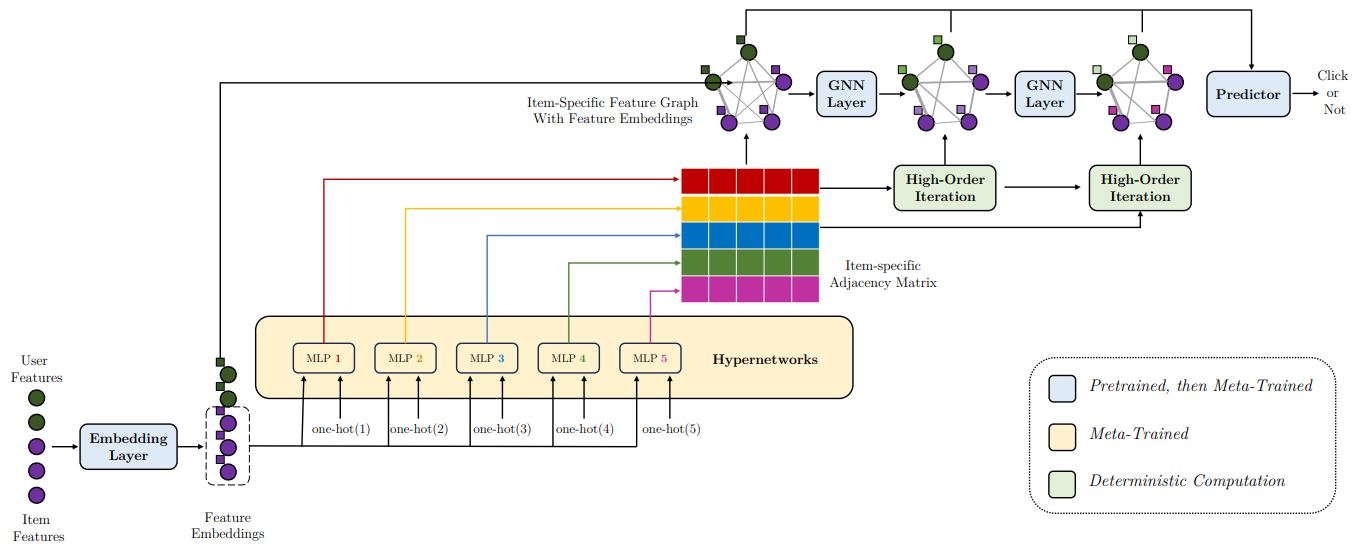 Item-Specific Feature Graph
With Feature Embeddings
GNN
Layer
GNN
Layer
Predictor
Click
or
Not
High-Order
Iteration
High-Order
Iteration
Item-specific
Adjacency Matrix
MLP 1
MLP 2
MLP 3
MLP 4
MLP 5
Hypernetworks
one-hot(1)
one-hot(2)
one-hot(3)
one-hot(4)
one-hot(5)
User
Features
Embedding
Layer
Item
Features
Feature
Embeddings
Pretrained, then Meta-Trained
Meta-Trained
Deterministic Computation